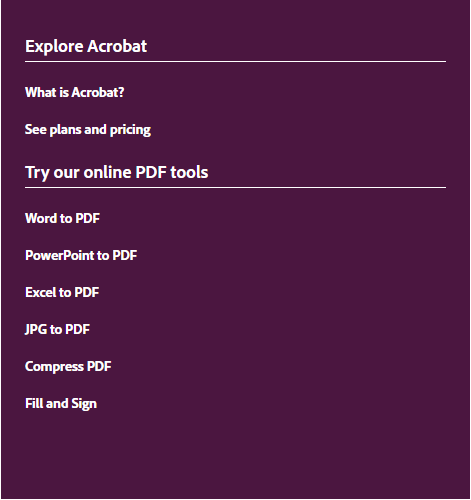 Explore Acrobat
What is Acrobat?
See plans and pricing
Try our online PDF tools
Word to PDF
PowerPoint to PDF
Excel to PDF
JPG to PDF
Compress PDF
Fill and Sign